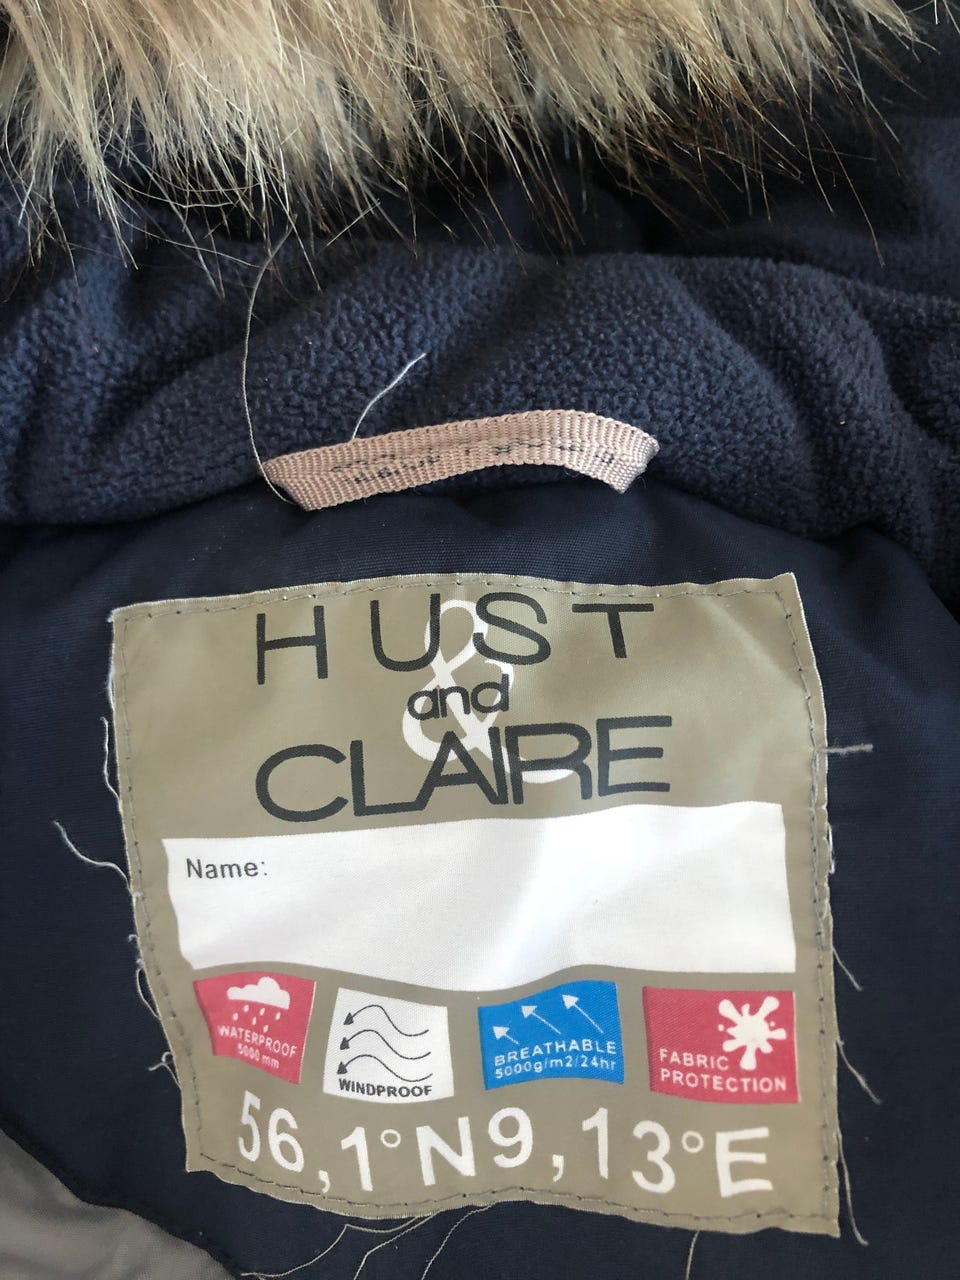 HUST
&
and
CLAIRE
Name:
WATERPROOF
5000 mm
WINDPROOF
BREATHABLE
5000g/m2/24hr
FABRIC
PROTECTION
56,1°N9,13°E